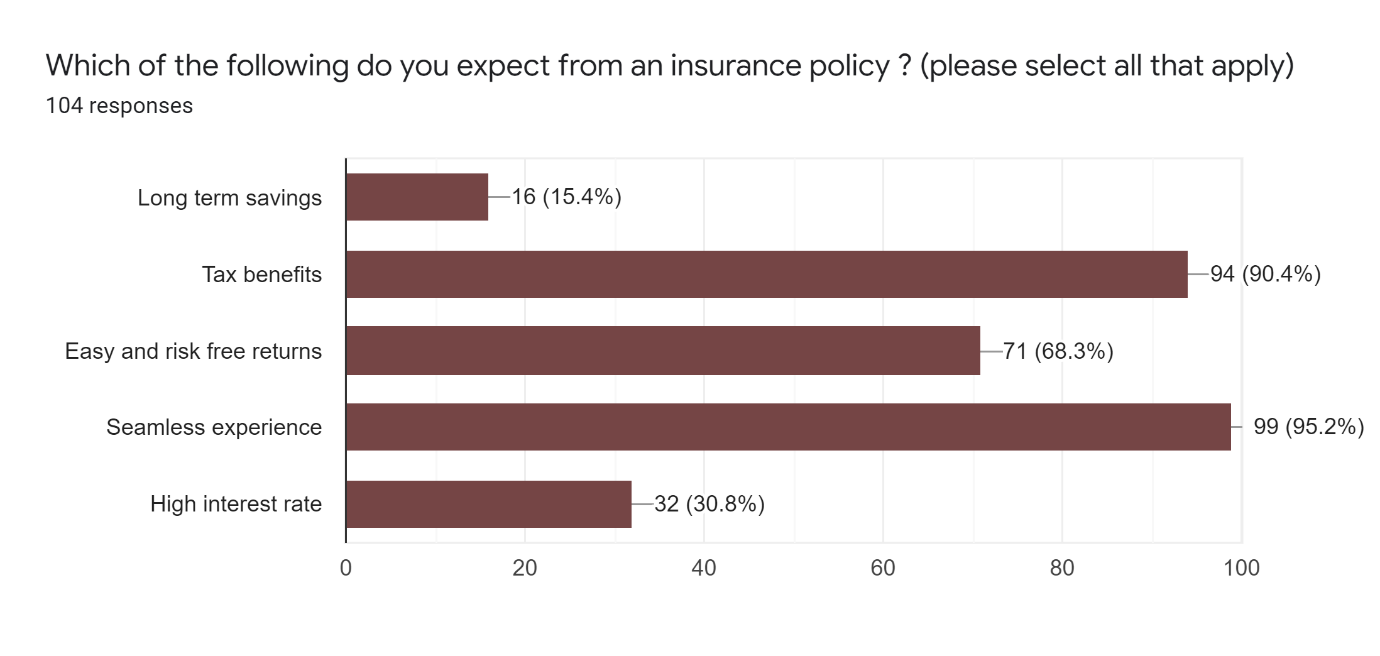 Which of the following do you expect from an insurance policy ? (please select all that apply)
104 responses
Long term savings
16 (15.4%)
Tax benefits
94 (90.4%)
Easy and risk free returns
71 (68.3%)
Seamless experience
99 (95.2%)
High interest rate
32 (30.8%)
0 20 40 60 80 100